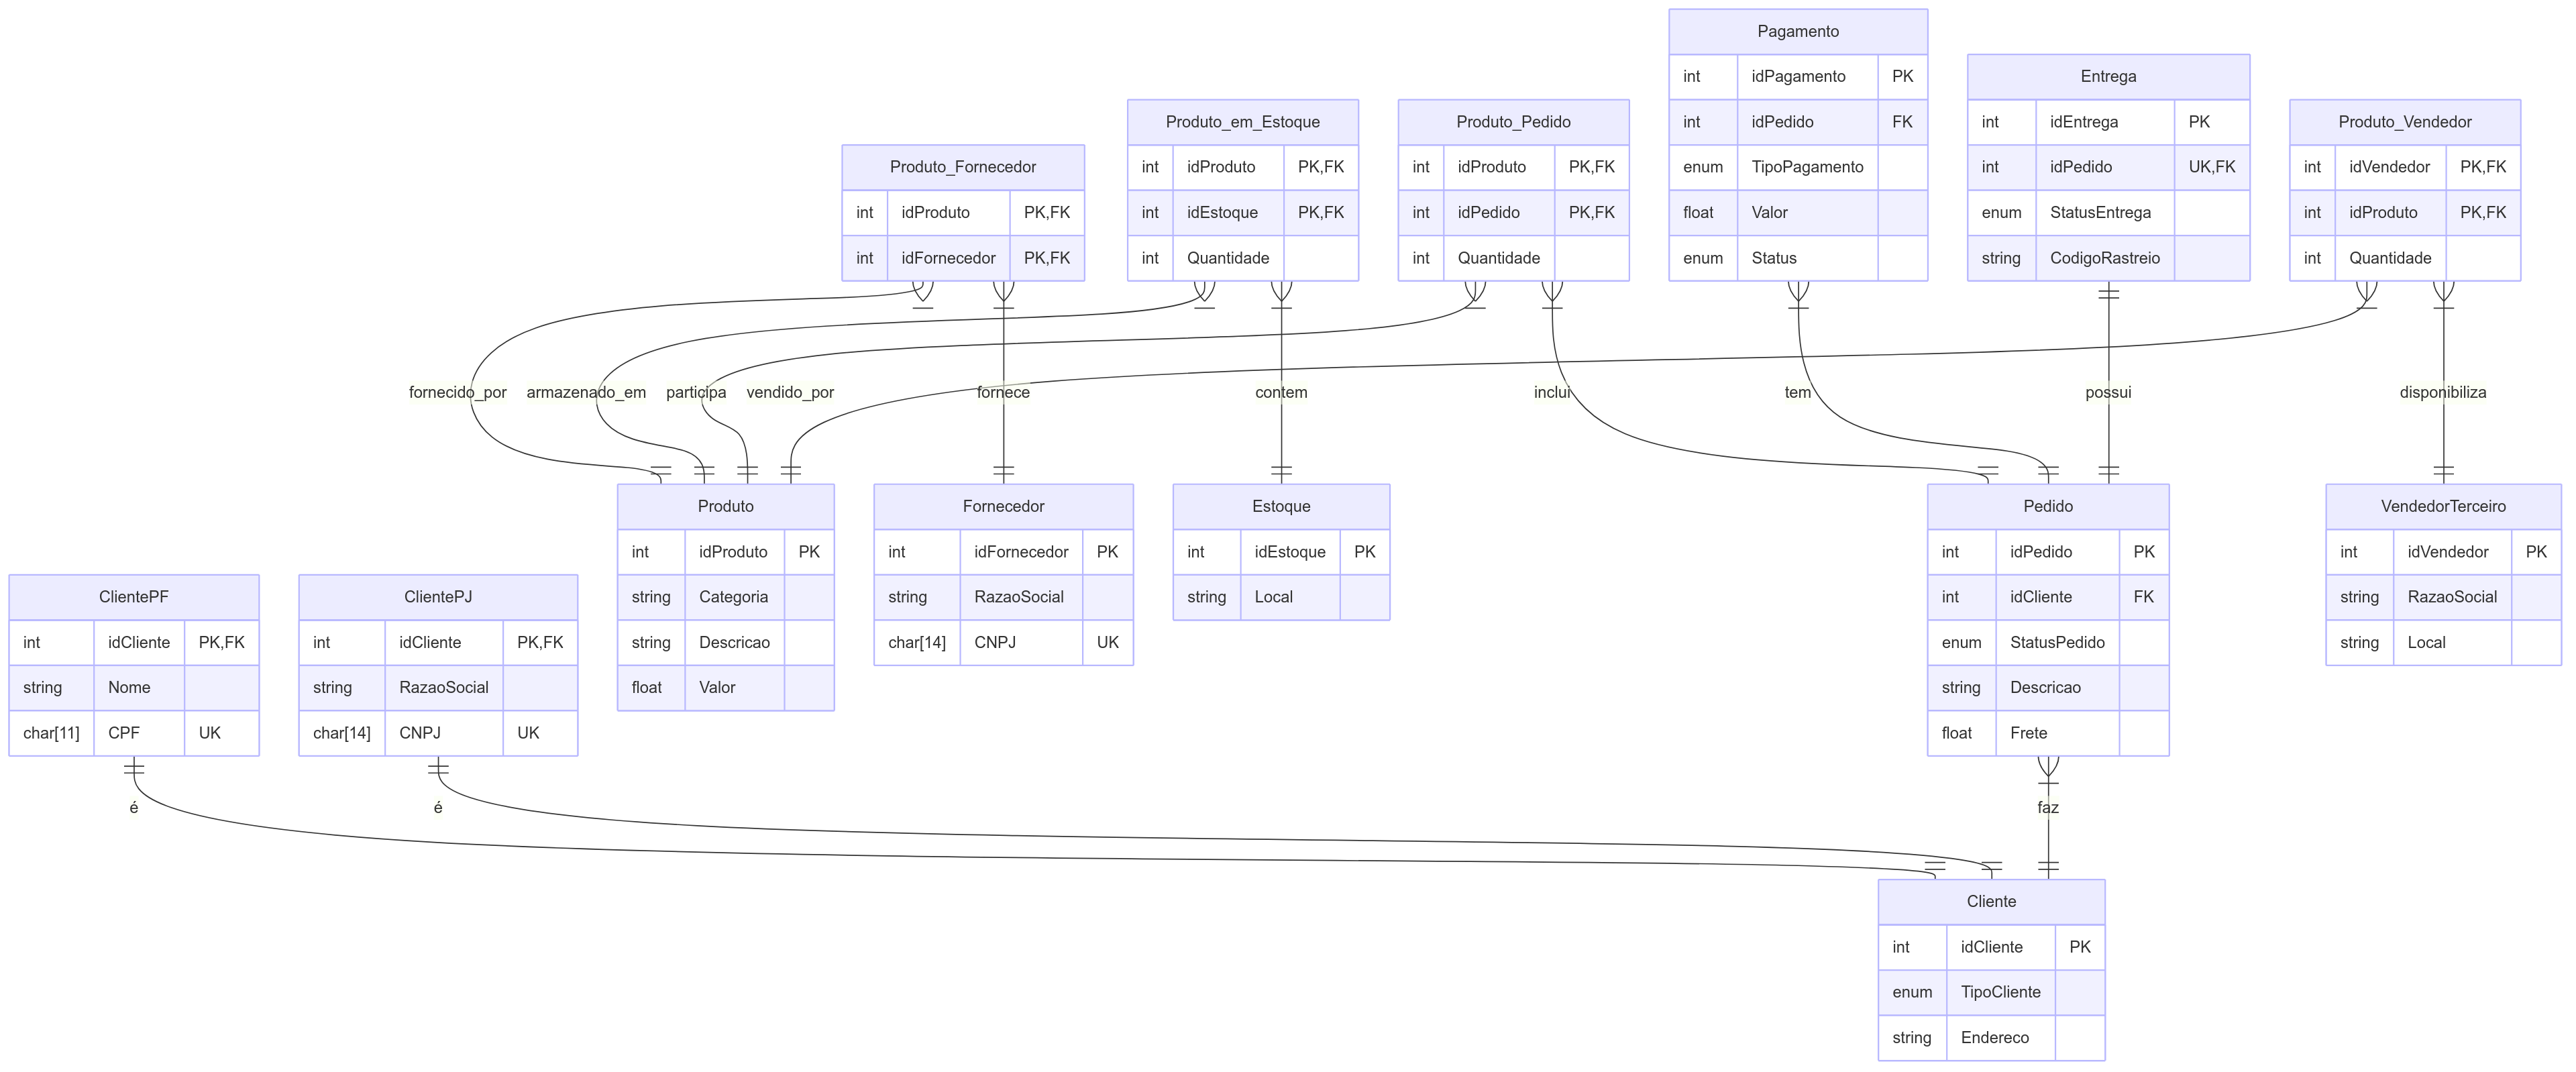 Pagamento
int idPagamento PK
int idPedido FK
enum TipoPagamento
float Valor
enum Status
Entrega
int idEntrega PK
int idPedido UK,FK
enum StatusEntrega
string CodigoRastreio
Produto_Fornecedor
int idProduto PK,FK
int idFornecedor PK,FK
Produto_em_Estoque
int idProduto PK,FK
int idEstoque PK,FK
int Quantidade
Produto_Pedido
int idProduto PK,FK
int idPedido PK,FK
int Quantidade
Produto_Vendedor
int idVendedor PK,FK
int idProduto PK,FK
int Quantidade
fornecido_por
armazenado_em
participa
vendido_por
fornece
contem
inclui
tem
possui
disponibiliza
Produto
int idProduto PK
string Categoria
string Descricao
float Valor
Fornecedor
int idFornecedor PK
string RazaoSocial
char[14] CNPJ UK
Estoque
int idEstoque PK
string Local
Pedido
int idPedido PK
int idCliente FK
enum StatusPedido
string Descricao
float Frete
VendedorTerceiro
int idVendedor PK
string RazaoSocial
string Local
ClientePF
int idCliente PK,FK
string Nome
char[11] CPF UK
ClientePJ
int idCliente PK,FK
string RazaoSocial
char[14] CNPJ UK
é
é
faz
Cliente
int idCliente PK
enum TipoCliente
string Endereco